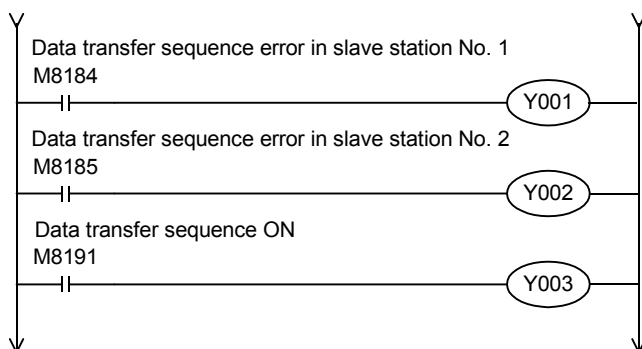 Data transfer sequence error in slave station No. 1
M8184
Y001
Data transfer sequence error in slave station No. 2
M8185
Y002
Data transfer sequence ON
M8191
Y003